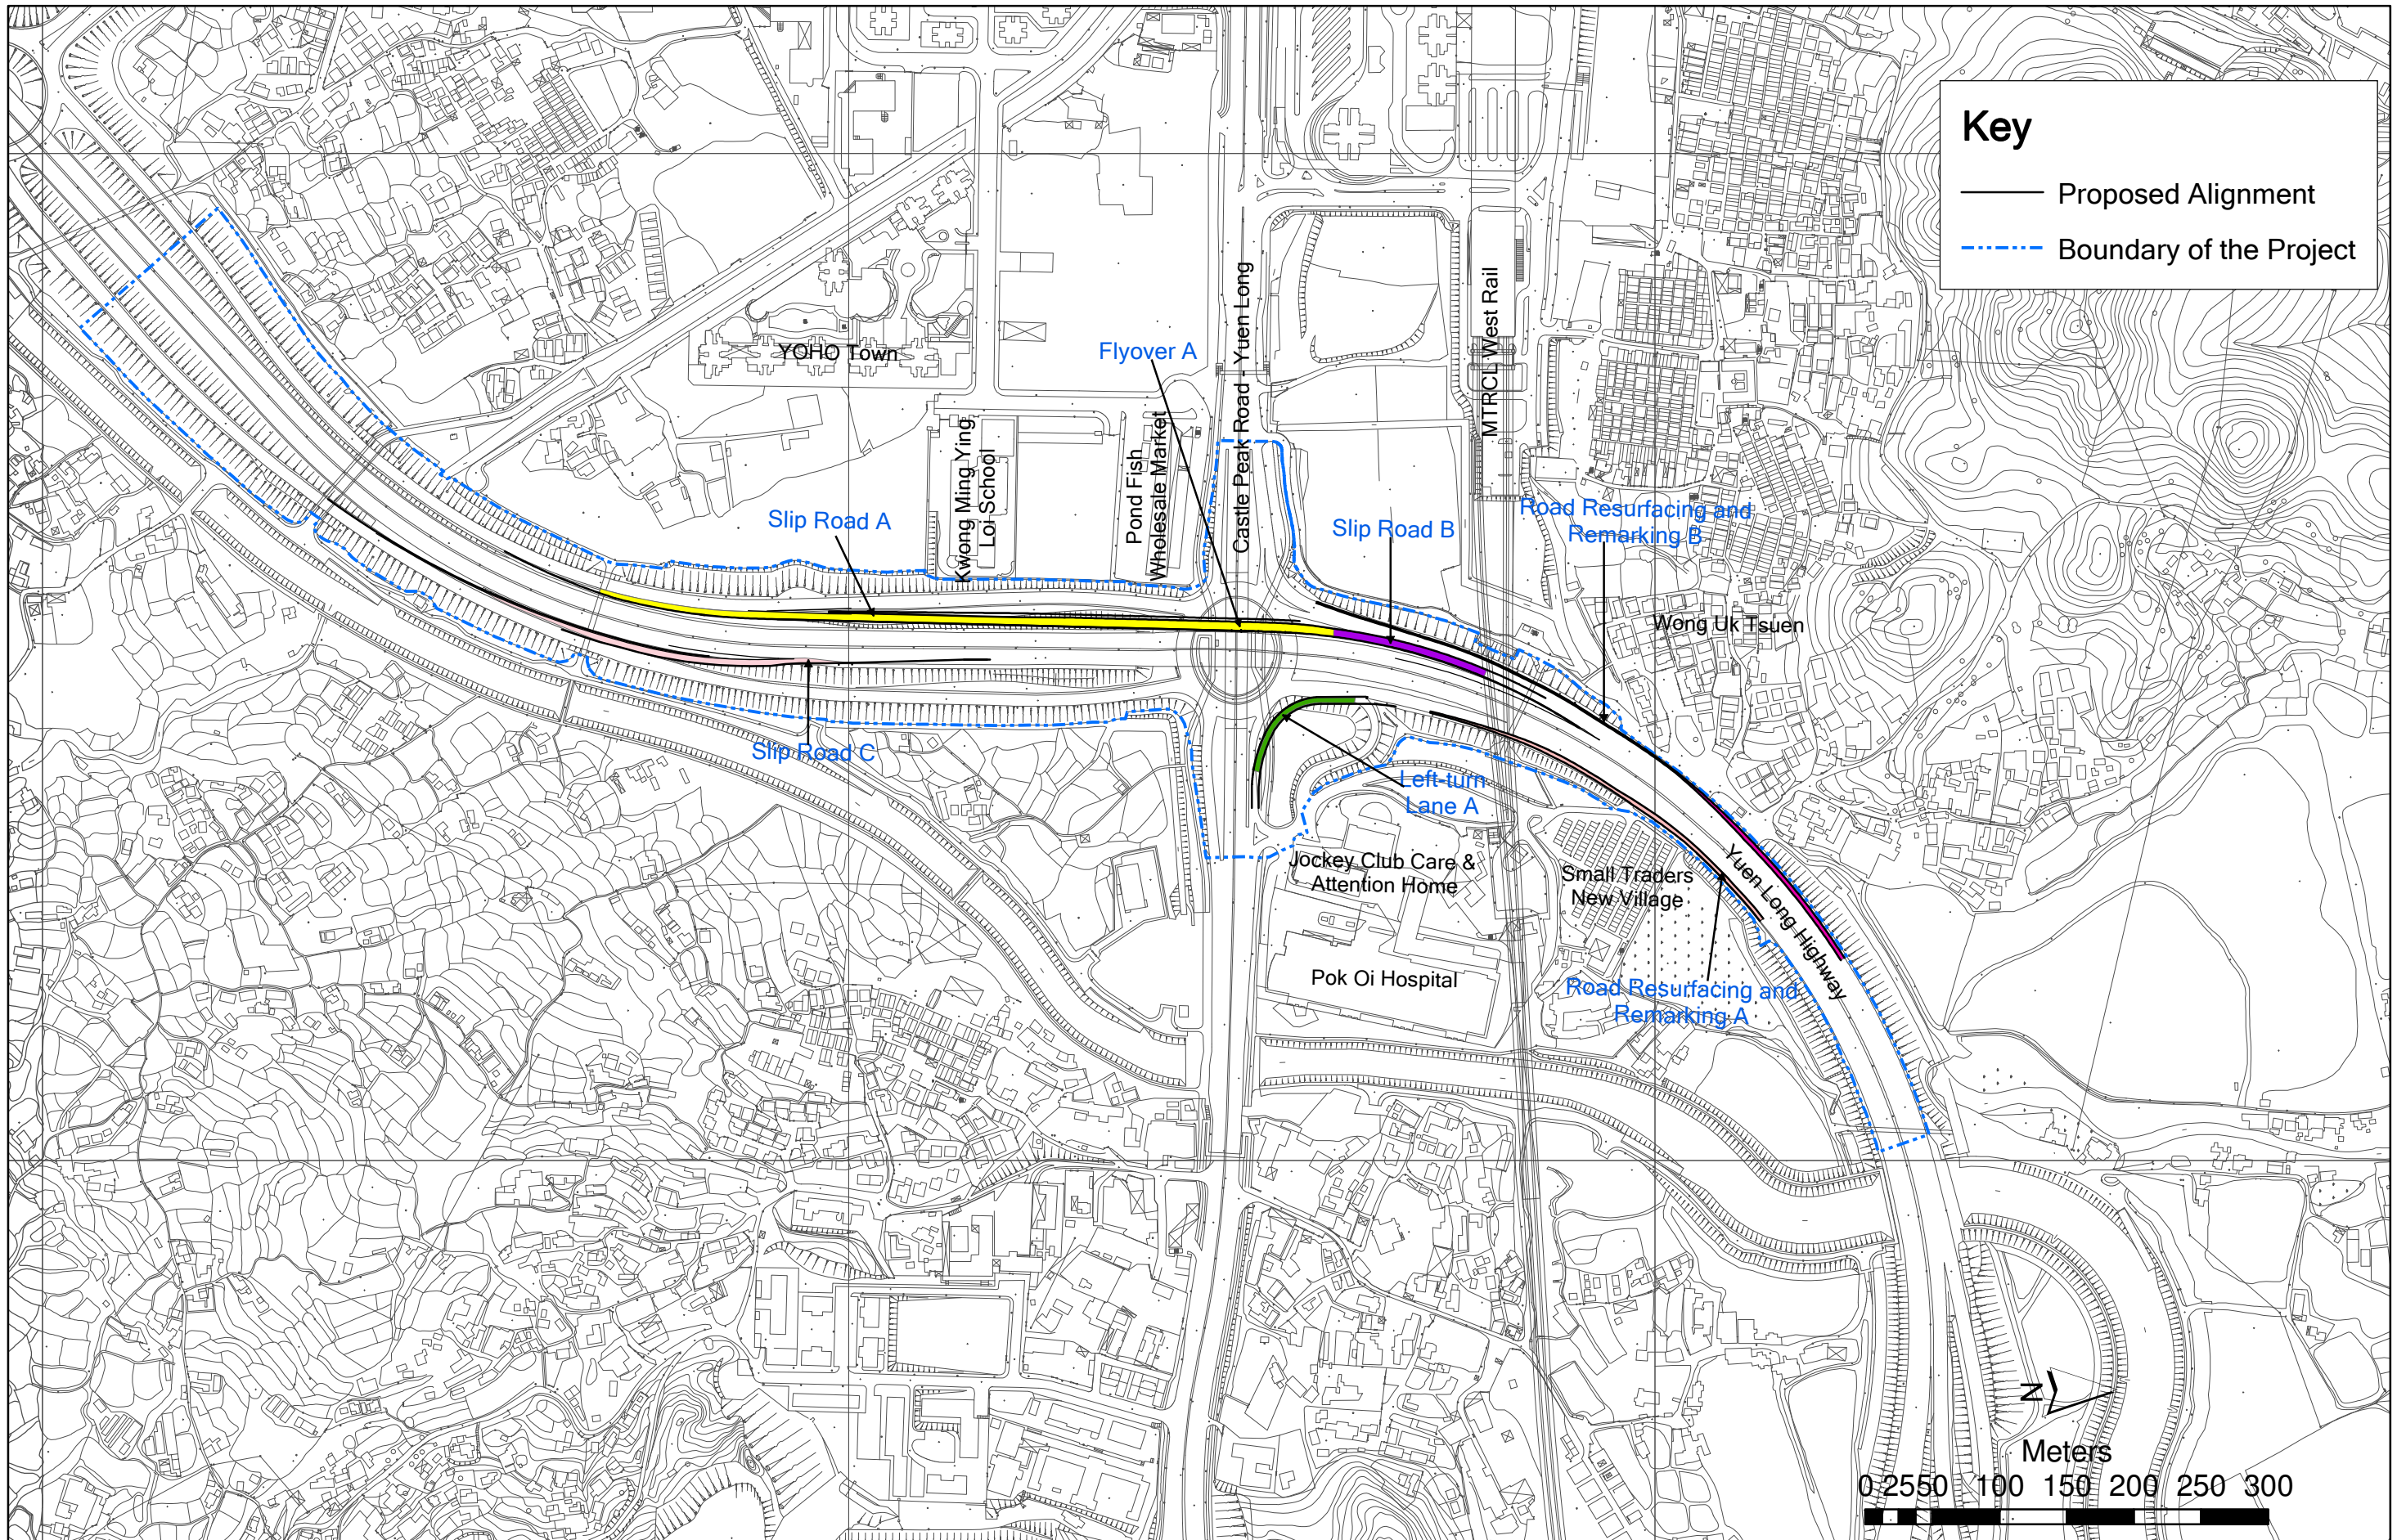 Key
Proposed Alignment
Boundary of the Project
YOHO Town
Flyover A
Castle Peak Road - Yuen Long
MTRCL West Rail
Kwong Ming Ying
Loi School
Pond Fish
Wholesale Market
Slip Road A
Slip Road B
Road Resurfacing and
Remarking B
Wong Uk Tsuen
Slip Road C
Left-turn
Lane A
Jockey Club Care &
Attention Home
Small Traders
New Village
Yuen Long Highway
Pok Oi Hospital
Road Resurfacing and
Remarking A
N
Meters
0 25 50 100 150 200 250 300